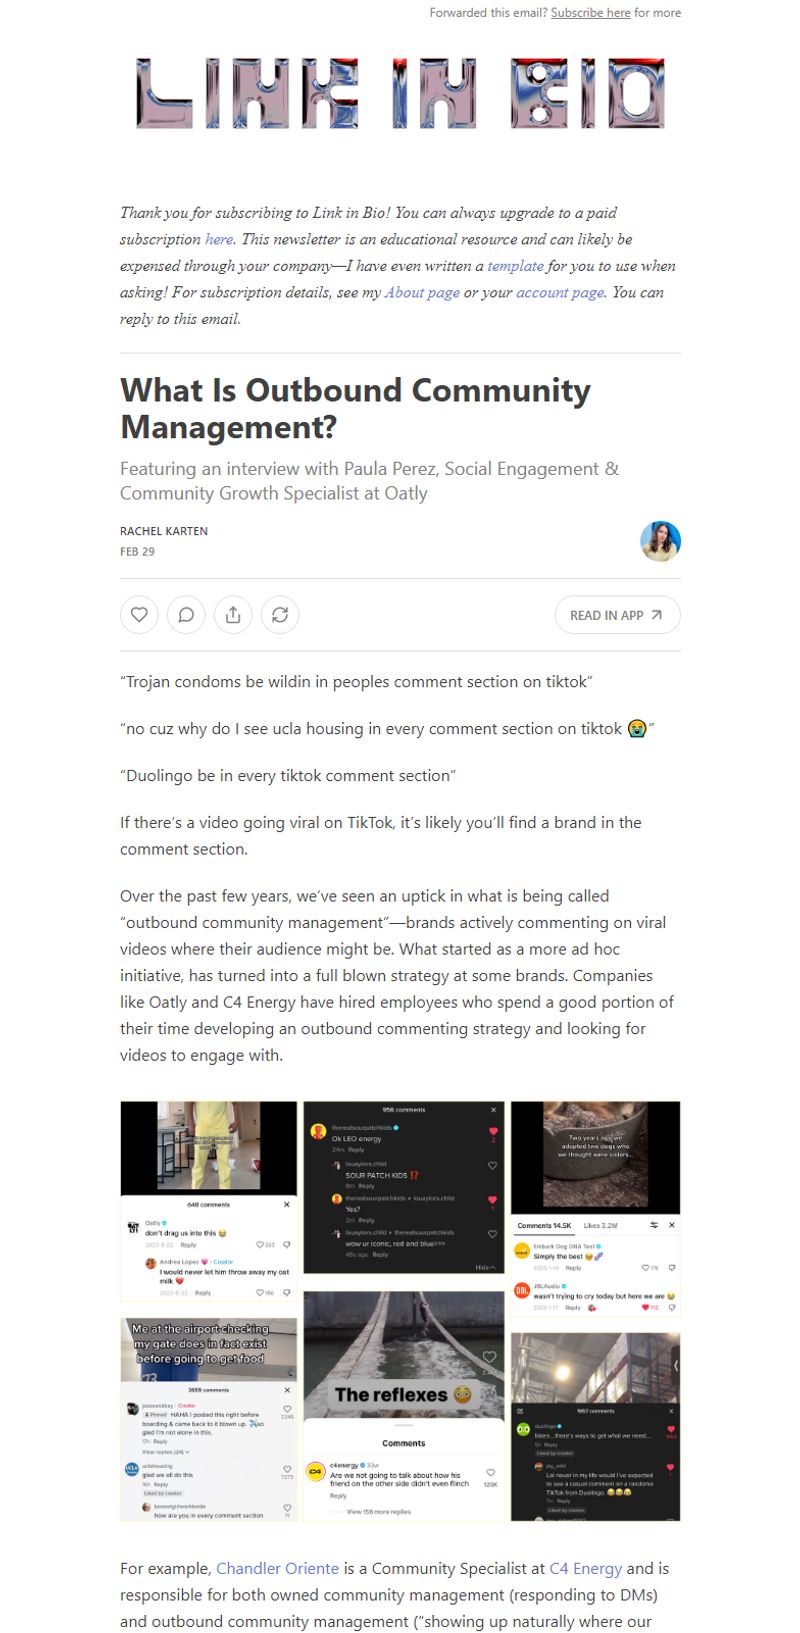 Forwarded this email? Subscribe here for more
LINK IN BIO
Thank you for subscribing to Link in Bio! You can always upgrade to a paid
subscription here. This newsletter is an educational resource and can likely be
expensed through your company—I have even written a template for you to use when
asking! For subscription details, see my About page or your account page. You can
reply to this email.
What Is Outbound Community
Management?
Featuring an interview with Paula Perez, Social Engagement &
Community Growth Specialist at Oatly
RACHEL KARTEN
FEB 29
READ IN APP
“Trojan condoms be wildin in peoples comment section on tiktok”
“no cuz why do I see ucla housing in every comment section on tiktok 😭”
“Duolingo be in every tiktok comment section”
If there’s a video going viral on TikTok, it’s likely you’ll find a brand in the
comment section.
Over the past few years, we’ve seen an uptick in what is being called
“outbound community management”—brands actively commenting on viral
videos where their audience might be. What started as a more ad hoc
initiative, has turned into a full blown strategy at some brands. Companies
like Oatly and C4 Energy have hired employees who spend a good portion of
their time developing an outbound commenting strategy and looking for
videos to engage with.
640 comments
Oatly
don't drag us into this 😂
2023-8-22 Reply
Andrea Lopez 💗 · Creator
I would never let him throw away my oat
milk ❤️
2023-8-22 Reply 186
956 comments
therealsourpatchkids
Ok LEO energy
24m Reply
2
louaylors.child
SOUR PATCH KIDS ⁉️
8m Reply
therealsourpatchkids ▸ louaylors.child
Yes?
2m Reply
1
louaylors.child ▸ therealsourpatchkids
wow ur iconic, red and blue>>>
49s ago Reply
Hide
Two years ago we
adopted two dogs who
we thought were sisters...
Comments 14.5K Likes 3.2M
Embark Dog DNA Test
Simply the best
2023-1-16 Reply 176
JBLAudio
wasn't trying to cry today but here we are 😂
2023-1-17 Reply 112
Me at the airport checking
my gate does in fact exist
before going to get food
3659 comments
jesseandkay · Creator
Pinned HAHA I posted this right before
boarding & came back to it blown up. so
glad I'm not alone in this.
17h Reply
2246
View replies (24)
uclahousing
glad we all do this
16h Reply
7275
Liked by creator
bonnetgirlworldwide
how are you in every comment section
The reflexes 😳
Comments
c4energy 33w
Are we not going to talk about how his
friend on the other side didn't even flinch
Reply
129K
View 158 more replies
1957 comments
duolingo
listen...there's ways to get what we need...
Reply
Liked by creator
Lol never in my life would I've expected
to see a casual comment on a randome
TikTok from Duolingo. 😂😂😂
7h Reply
Liked by creator
For example, Chandler Oriente is a Community Specialist at C4 Energy and is
responsible for both owned community management (responding to DMs)
and outbound community management (“showing up naturally where our